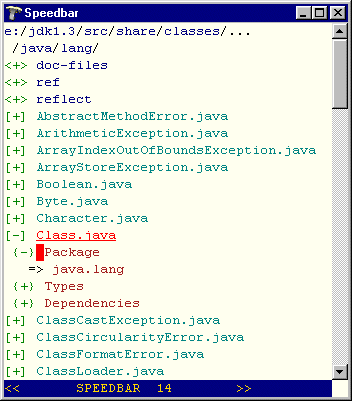 Speedbar
e:/jdk1.3/src/share/classes/...
/java/lang/
<+> doc-files
<+> ref
<+> reflect
[+] AbstractMethodError.java
[+] ArithmeticException.java
[+] ArrayIndexOutOfBoundsException.java
[+] ArrayStoreException.java
[+] Boolean.java
[+] Byte.java
[+] Character.java
[-] Class.java
{-} Package
=> java.lang
{+} Types
{+} Dependencies
[+] ClassCastException.java
[+] ClassCircularityError.java
[+] ClassFormatError.java
[+] ClassLoader.java
<< SPEEDBAR 14 >>